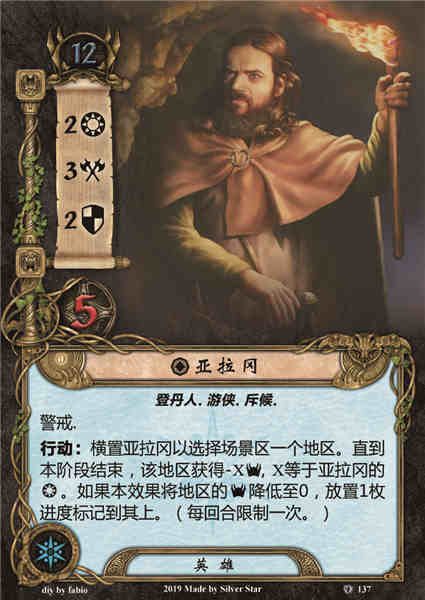 12
2
3
2
5
亚拉冈
登丹人. 游侠. 斥候.
警戒.
行动：横置亚拉冈以选择场景区一个地区。直到
本阶段结束，该地区获得-X，X等于亚拉冈的
。如果本效果将地区的降低至0，放置1枚
进度标记到其上。（每回合限制一次。）
英雄
diy by fabio
2019 Made by Silver Star
137